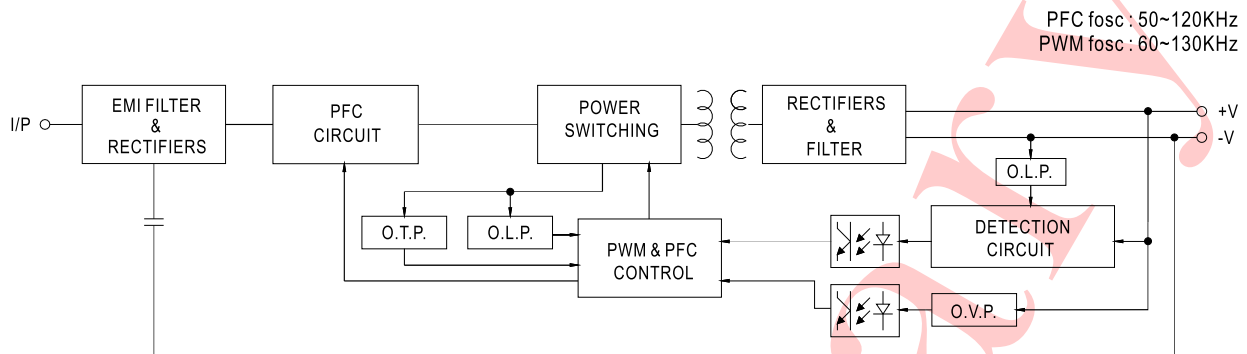 PFC fosc : 50~120KHz
PWM fosc : 60~130KHz
I/P
EMI FILTER
&
RECTIFIERS
PFC
CIRCUIT
POWER
SWITCHING
RECTIFIERS
&
FILTER
+V
-V
O.L.P.
O.T.P.
O.L.P.
PWM & PFC
CONTROL
DETECTION
CIRCUIT
O.V.P.
ary